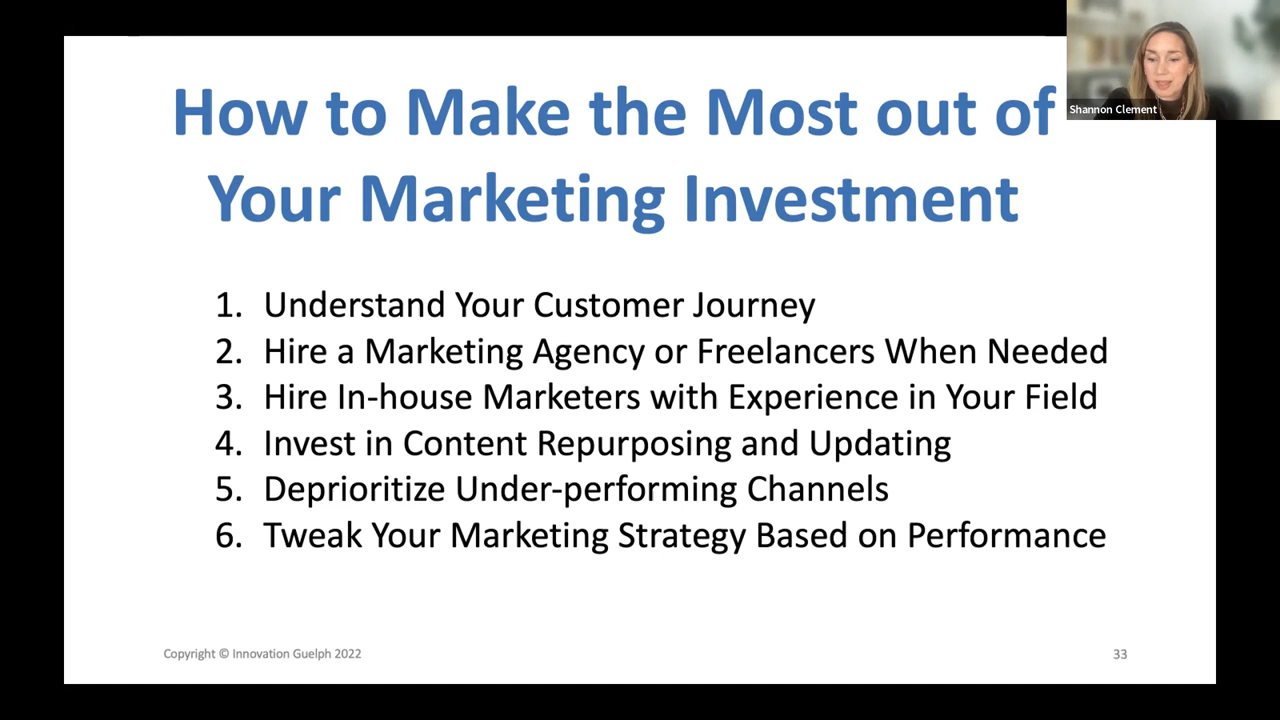 How to Make the Most out of
Your Marketing Investment
Shannon Clement
1. Understand Your Customer Journey
2. Hire a Marketing Agency or Freelancers When Needed
3. Hire In-house Marketers with Experience in Your Field
4. Invest in Content Repurposing and Updating
5. Deprioritize Under-performing Channels
6. Tweak Your Marketing Strategy Based on Performance
Copyright © Innovation Guelph 2022
33